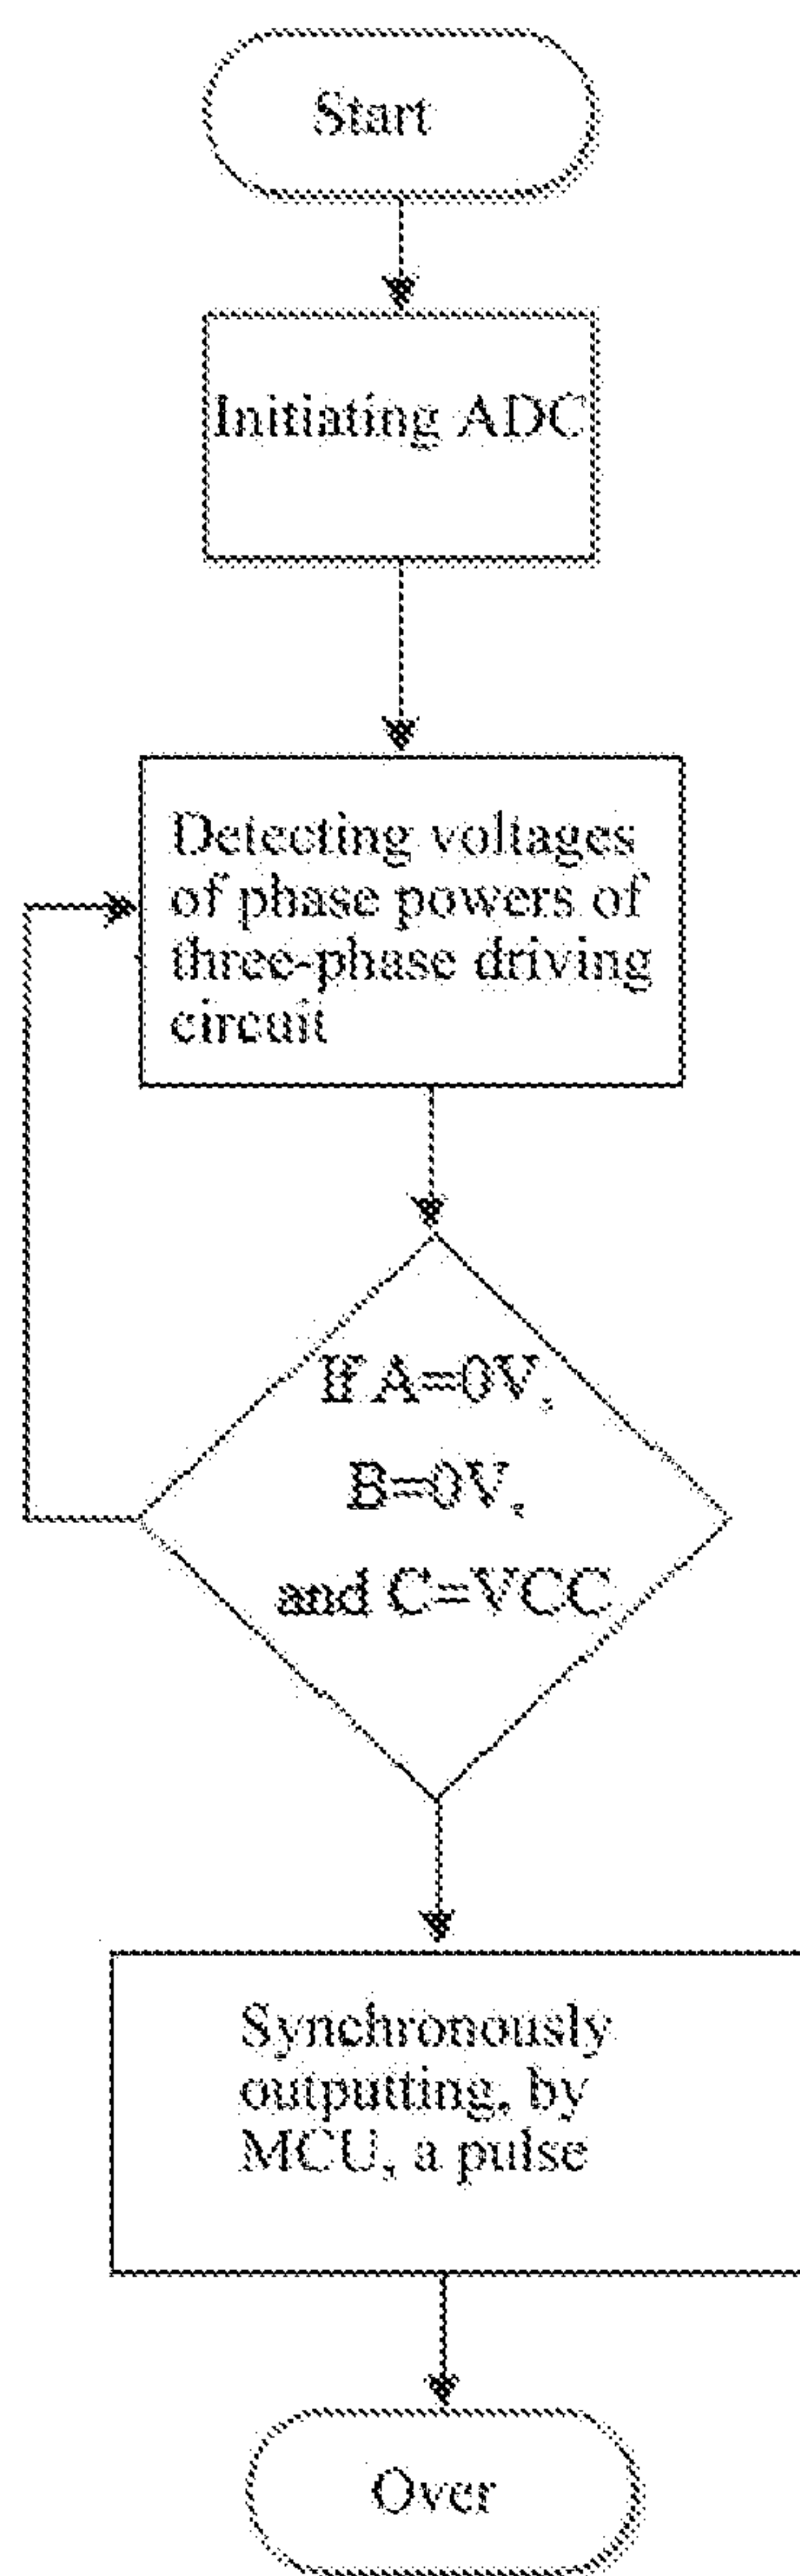 Start
Initiating ADC
Detecting voltages
of phase powers of
three-phase driving
circuit
If A=0V,
B=0V,
and C=VCC
Synchronously
outputting, by
MCU, a pulse
Over